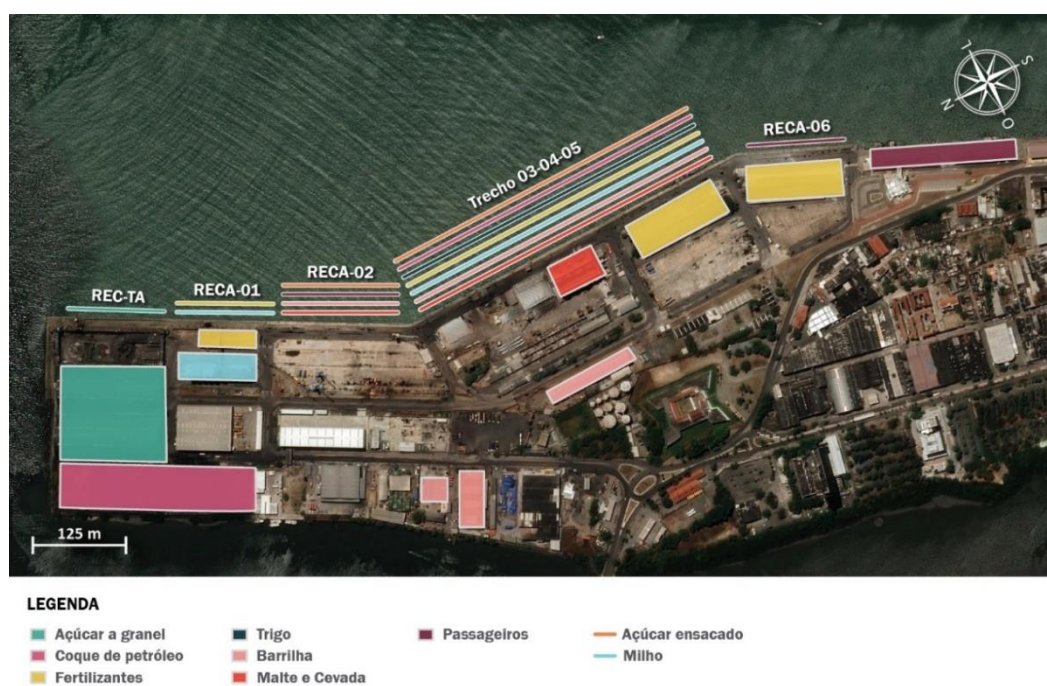 REC-TA
RECA-01
RECA-02
Trecho 03-04-05
RECA-06
L
S
N
O
125 m
LEGENDA
Açúcar a granel
Coque de petróleo
Fertilizantes
Trigo
Barrilha
Malte e Cevada
Passageiros
Açúcar ensacado
Milho